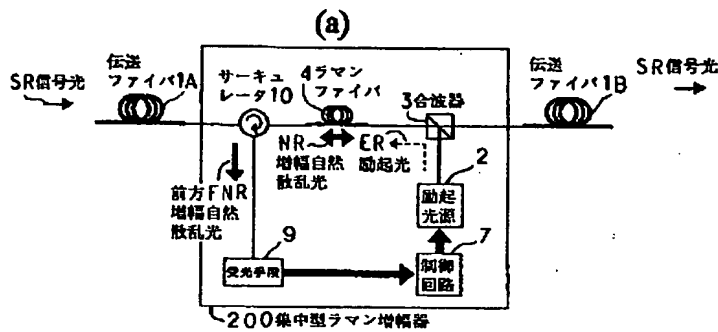 (a)
SR信号光
伝送
ファイバ1A
サーキュ
レータ10
4ラマン
ファイバ
3合波器
伝送
ファイバ1B
SR信号光
NR
増幅自然
散乱光
ER
励起光
前方FNR
増幅自然
散乱光
2
励起
光源
9
受光手段
7
制御
回路
200集中型ラマン増幅器